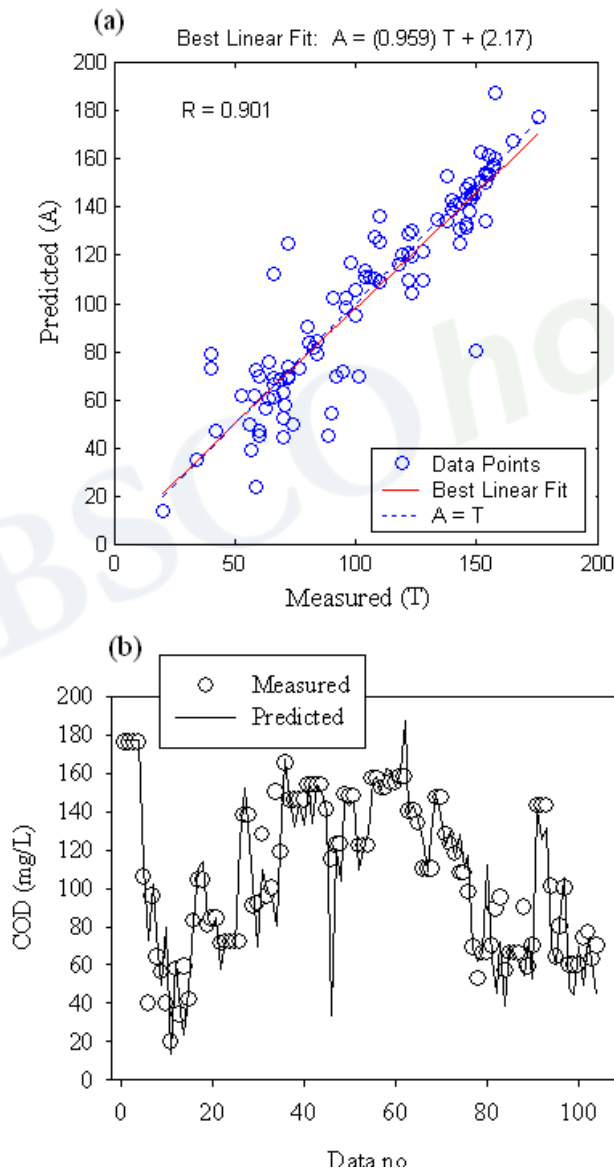 (a)
Best Linear Fit: A = (0.959) T + (2.17)
200
180
160
140
120
100
80
60
40
20
0
Predicted (A)
R = 0.901
Data Points
Best Linear Fit
A = T
0 50 100 150 200
Measured (T)
BSCOho
(b)
Measured
Predicted
200
180
160
140
120
100
80
60
40
20
0
COD (mg/L)
0 20 40 60 80 100
Data no